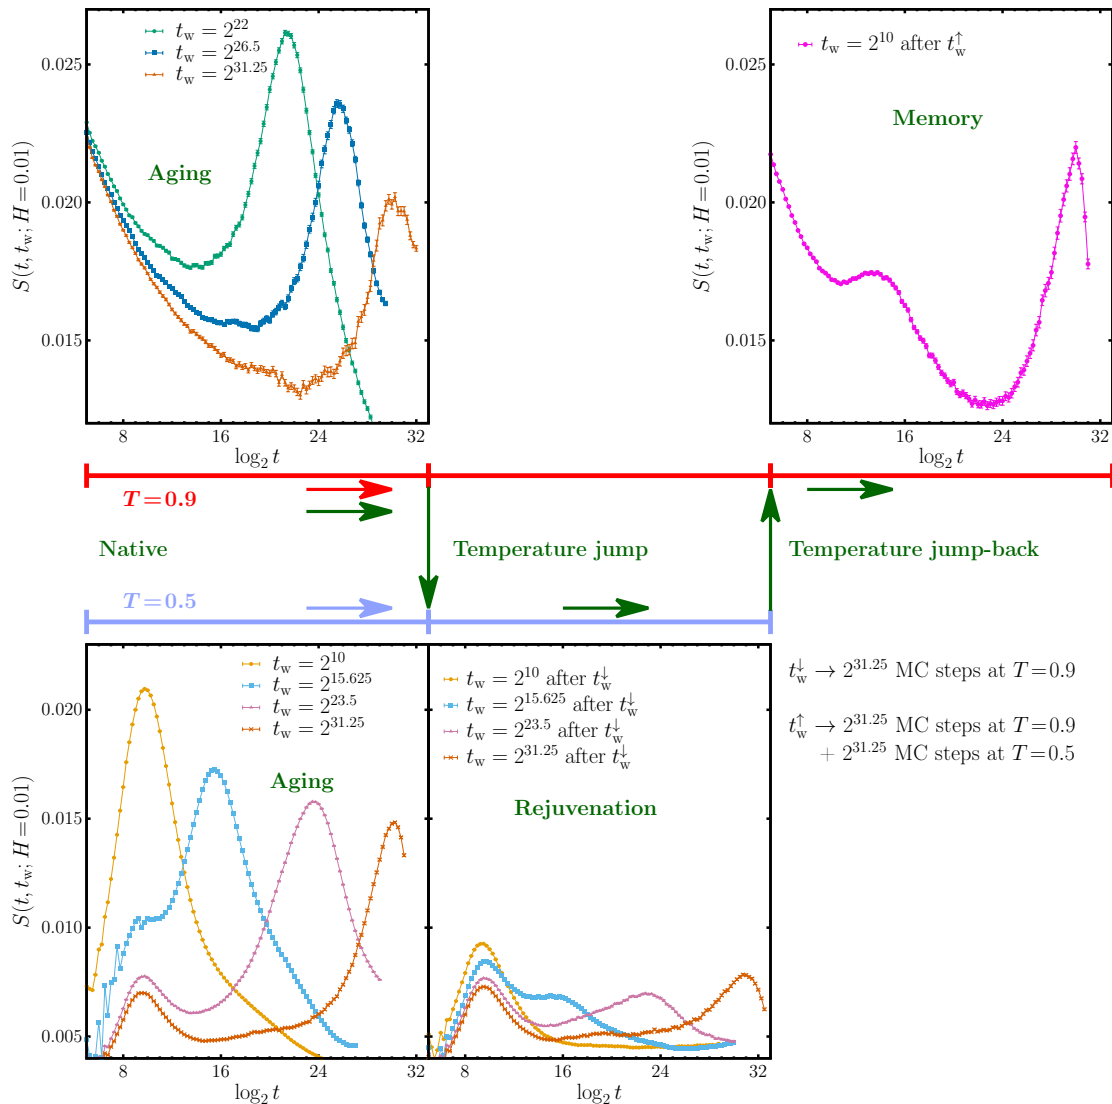 t_w = 2^22
t_w = 2^26.5
t_w = 2^31.25
Aging
0.025
0.020
0.015
S(t, t_w; H = 0.01)
8
16
24
32
log₂ t
t_w = 2^10 after t_w^↑
Memory
0.025
0.020
0.015
S(t, t_w; H = 0.01)
8
16
24
32
log₂ t
T = 0.9
Native
Temperature jump
Temperature jump-back
T = 0.5
t_w = 2^10
t_w = 2^15.625
t_w = 2^23.5
t_w = 2^31.25
Aging
0.020
0.015
0.010
0.005
S(t, t_w; H = 0.01)
8
16
24
log₂ t
t_w = 2^10 after t_w^↓
t_w = 2^15.625 after t_w^↓
t_w = 2^23.5 after t_w^↓
t_w = 2^31.25 after t_w^↓
Rejuvenation
8
16
24
32
log₂ t
t_w^↓ → 2^31.25 MC steps at T = 0.9
t_w^↑ → 2^31.25 MC steps at T = 0.9
+ 2^31.25 MC steps at T = 0.5